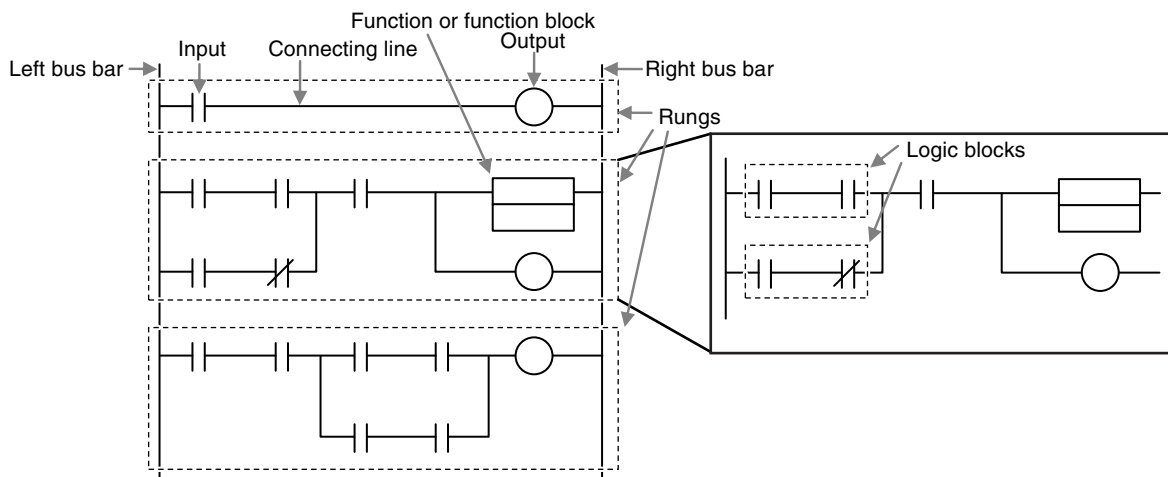 Function or function block
Input
Connecting line
Output
Left bus bar
Right bus bar
Rungs
Logic blocks